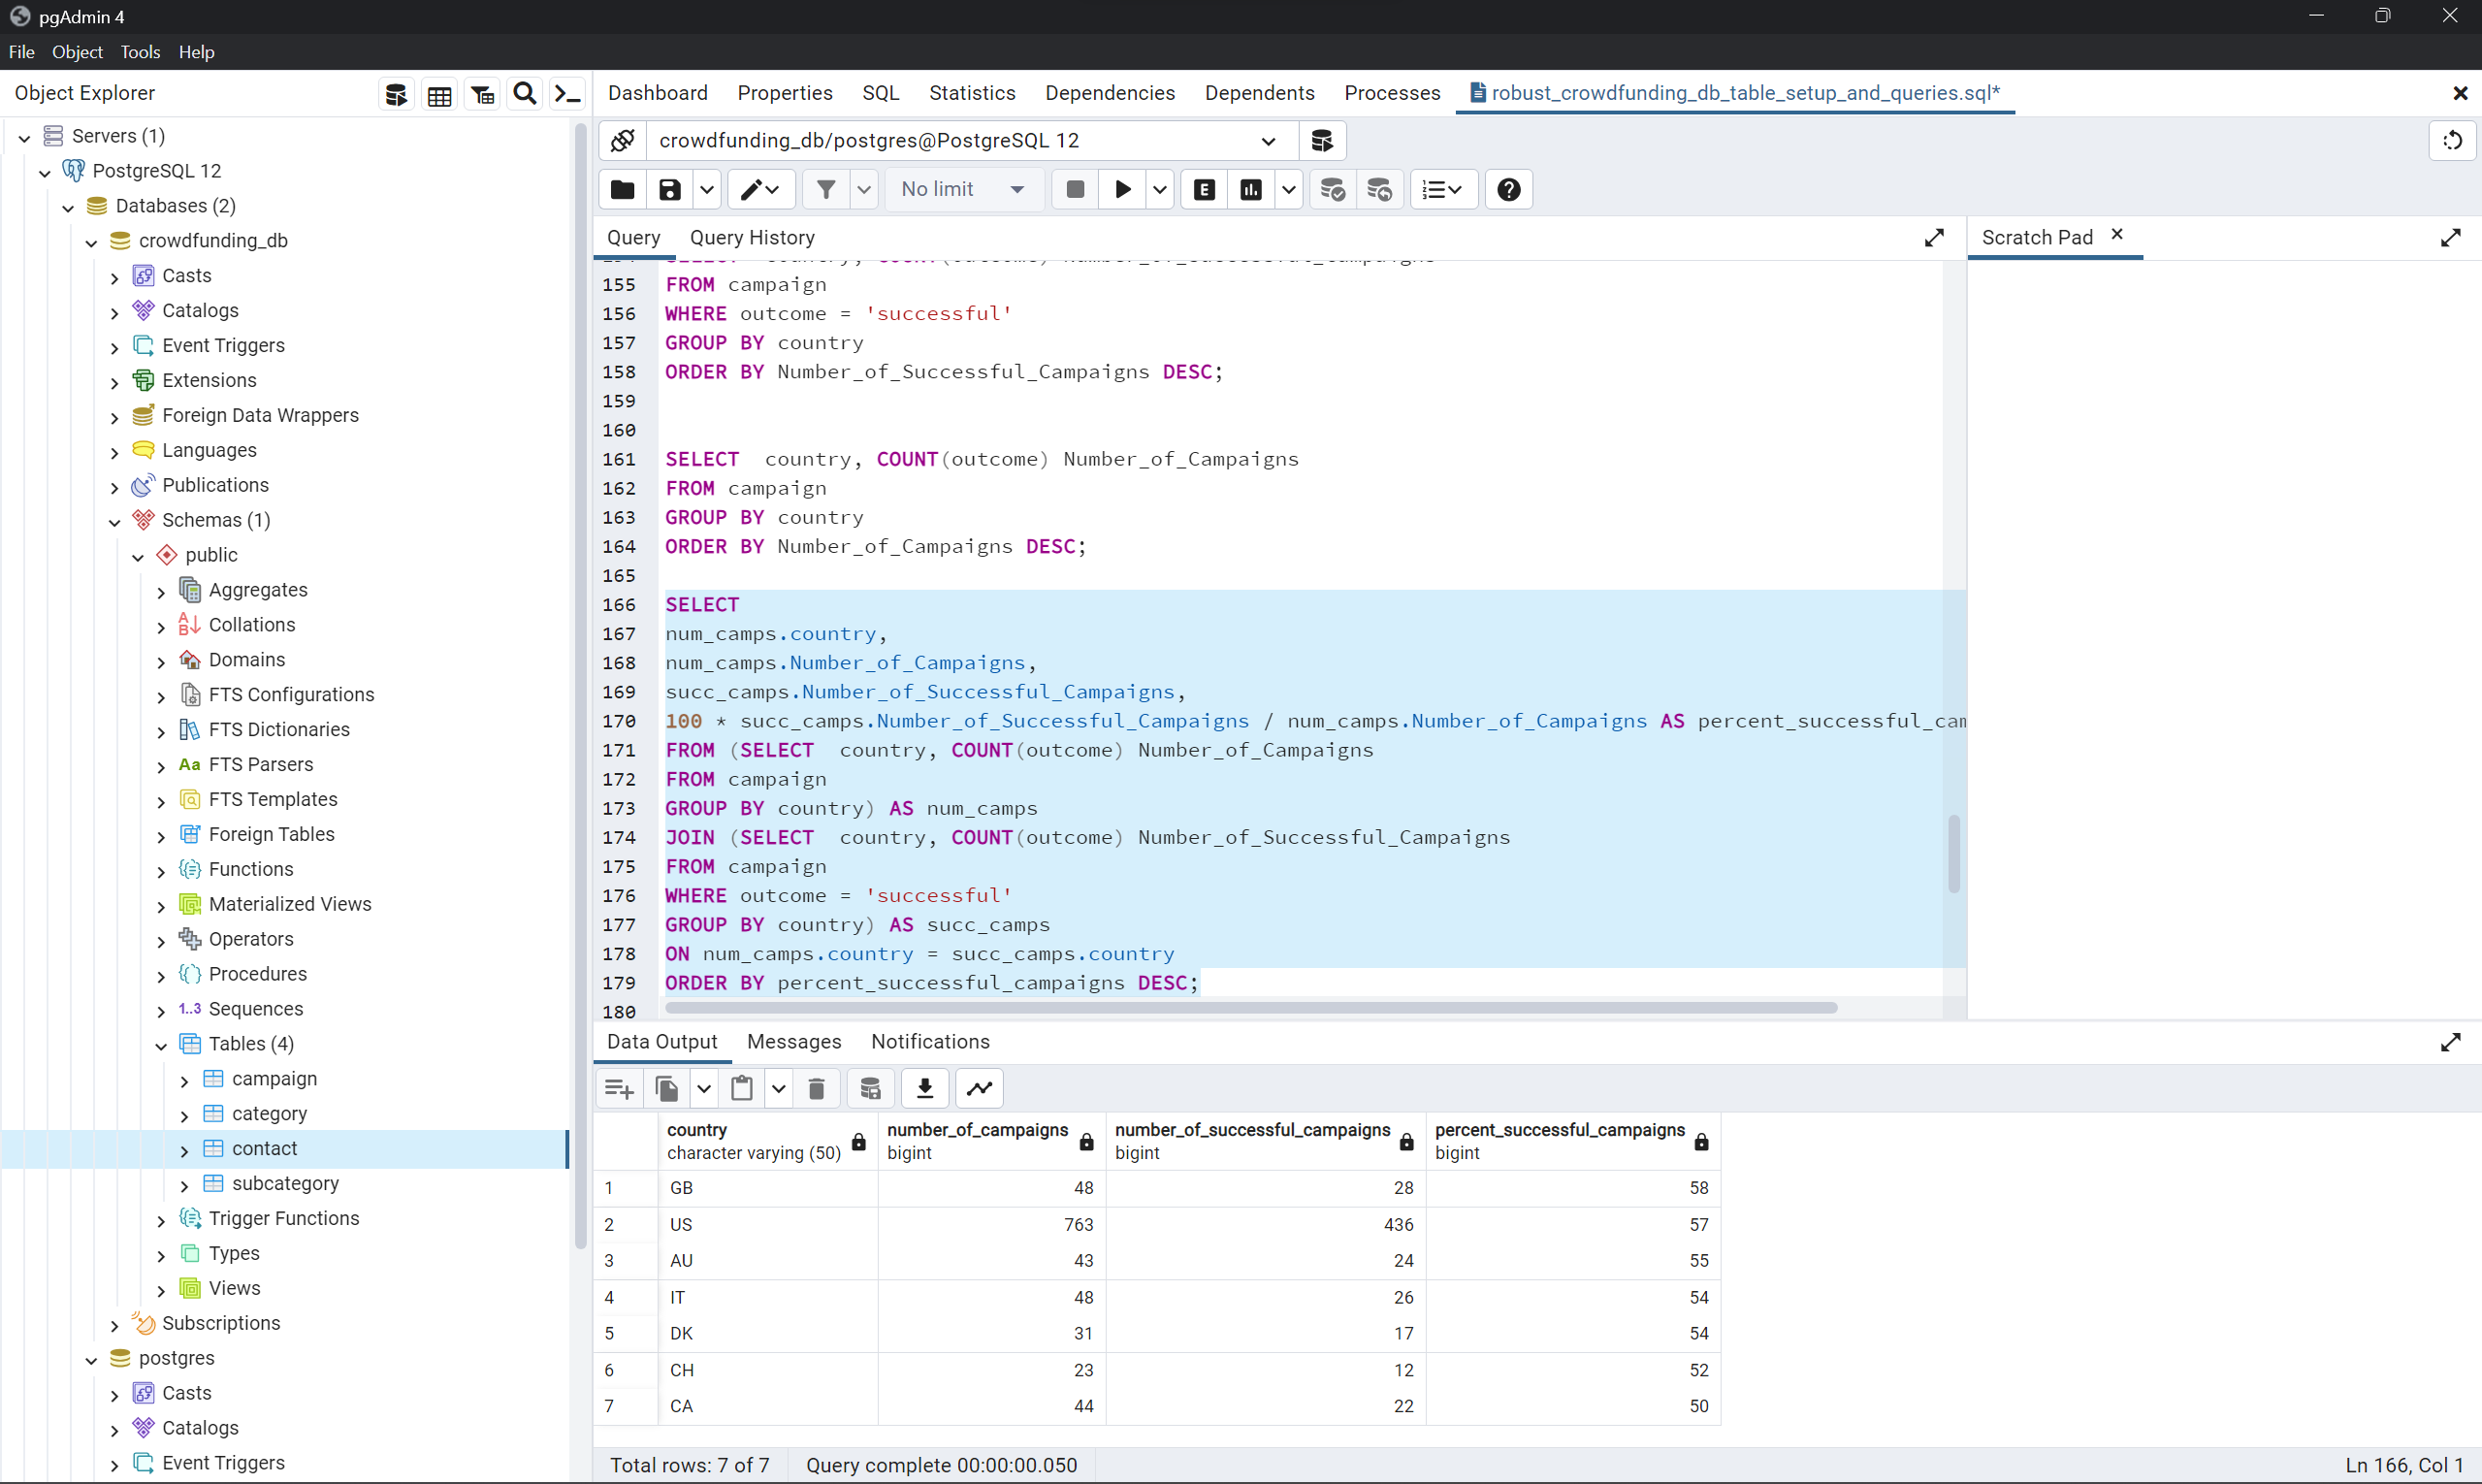 pgAdmin 4
File Object Tools Help
Object Explorer
Dashboard Properties SQL Statistics Dependencies Dependents Processes robust_crowdfunding_db_table_setup_and_queries.sql*
Servers (1)
PostgreSQL 12
Databases (2)
crowdfunding_db
Casts
Catalogs
Event Triggers
Extensions
Foreign Data Wrappers
Languages
Publications
Schemas (1)
public
Aggregates
Collations
Domains
FTS Configurations
FTS Dictionaries
Aa FTS Parsers
FTS Templates
Foreign Tables
Functions
Materialized Views
Operators
Procedures
1..3 Sequences
Tables (4)
campaign
category
contact
subcategory
Trigger Functions
Types
Views
Subscriptions
postgres
Casts
Catalogs
Event Triggers
crowdfunding_db/postgres@PostgreSQL 12
No limit
E
Query Query History
Scratch Pad
155 FROM campaign
156 WHERE outcome = 'successful'
157 GROUP BY country
158 ORDER BY Number_of_Successful_Campaigns DESC;
159
160
161 SELECT  country, COUNT(outcome) Number_of_Campaigns
162 FROM campaign
163 GROUP BY country
164 ORDER BY Number_of_Campaigns DESC;
165
166 SELECT
167 num_camps.country,
168 num_camps.Number_of_Campaigns,
169 succ_camps.Number_of_Successful_Campaigns,
170 100 * succ_camps.Number_of_Successful_Campaigns / num_camps.Number_of_Campaigns AS percent_successful_cam
171 FROM (SELECT  country, COUNT(outcome) Number_of_Campaigns
172 FROM campaign
173 GROUP BY country) AS num_camps
174 JOIN (SELECT  country, COUNT(outcome) Number_of_Successful_Campaigns
175 FROM campaign
176 WHERE outcome = 'successful'
177 GROUP BY country) AS succ_camps
178 ON num_camps.country = succ_camps.country
179 ORDER BY percent_successful_campaigns DESC;
180
Data Output Messages Notifications
country number_of_campaigns number_of_successful_campaigns percent_successful_campaigns
character varying (50) bigint bigint bigint
1 GB 48 28 58
2 US 763 436 57
3 AU 43 24 55
4 IT 48 26 54
5 DK 31 17 54
6 CH 23 12 52
7 CA 44 22 50
Total rows: 7 of 7 Query complete 00:00:00.050 Ln 166, Col 1